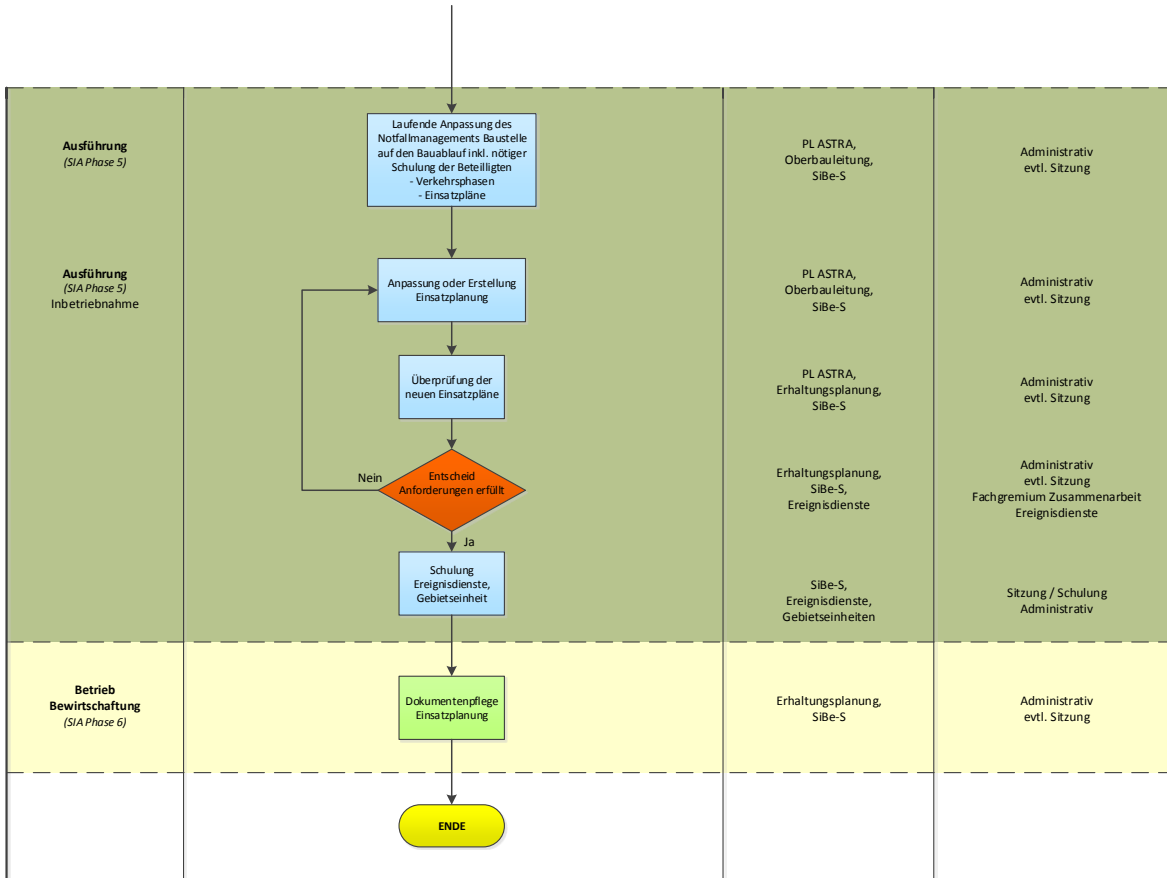 Ausführung
(SIA Phase 5)
Laufende Anpassung des
Notfallmanagements Baustelle
auf den Bauablauf inkl. nötiger
Schulung der Beteilligten
- Verkehrsphasen
- Einsatzpläne
PL ASTRA,
Oberbauleitung,
SiBe-S
Administrativ
evtl. Sitzung
Ausführung
(SIA Phase 5)
Inbetriebnahme
Anpassung oder Erstellung
Einsatzplanung
PL ASTRA,
Oberbauleitung,
SiBe-S
Administrativ
evtl. Sitzung
Überprüfung der
neuen Einsatzpläne
PL ASTRA,
Erhaltungsplanung,
SiBe-S
Administrativ
evtl. Sitzung
Nein
Entscheid
Anforderungen erfüllt
Ja
Erhaltungsplanung,
SiBe-S,
Ereignisdienste
Administrativ
evtl. Sitzung
Fachgremium Zusammenarbeit
Ereignisdienste
Schulung
Ereignisdienste,
Gebietseinheit
SiBe-S,
Ereignisdienste,
Gebietseinheiten
Sitzung / Schulung
Administrativ
Betrieb
Bewirtschaftung
(SIA Phase 6)
Dokumentenpflege
Einsatzplanung
Erhaltungsplanung,
SiBe-S
Administrativ
evtl. Sitzung
ENDE